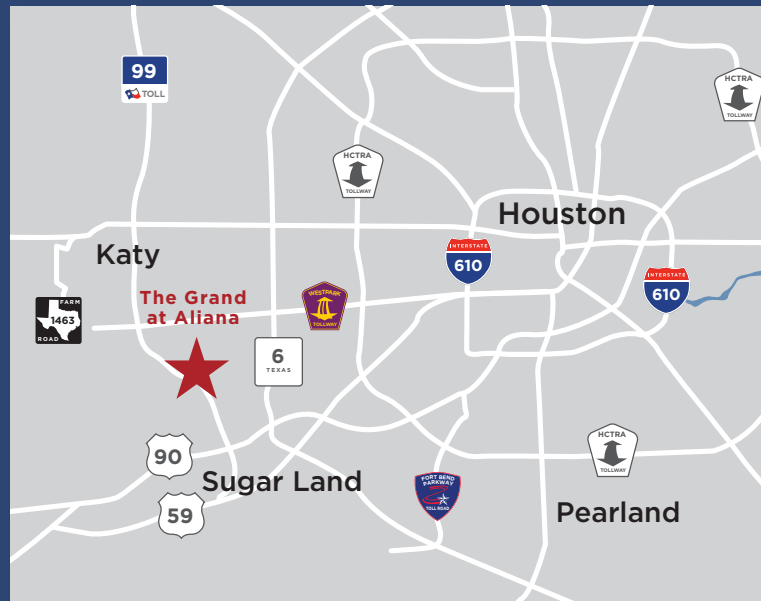 99
TOLL
HCTRA
TOLLWAY
HCTRA
TOLLWAY
Houston
INTERSTATE
610
Katy
INTERSTATE
610
The Grand
at Aliana
WESTPARK
TOLLWAY
FARM
1463
ROAD
6
TEXAS
90
HCTRA
TOLLWAY
Sugar Land
FORT BEND
PARKWAY
TOLL ROAD
59
Pearland